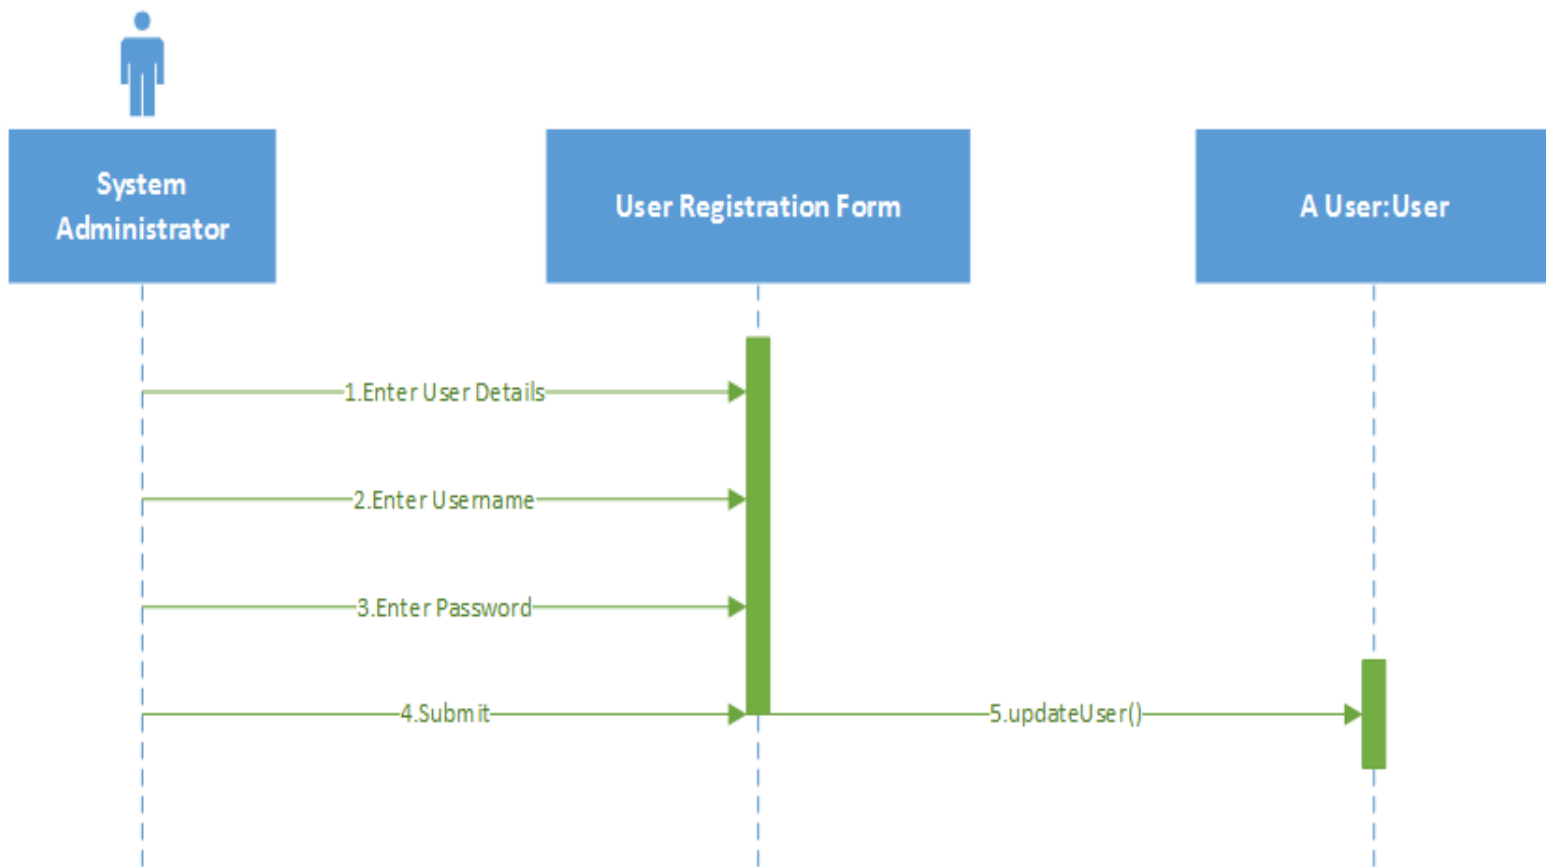 System
Administrator
User Registration Form
A User:User
1.Enter User Details
2.Enter Username
3.Enter Password
4.Submit
5.updateUser()